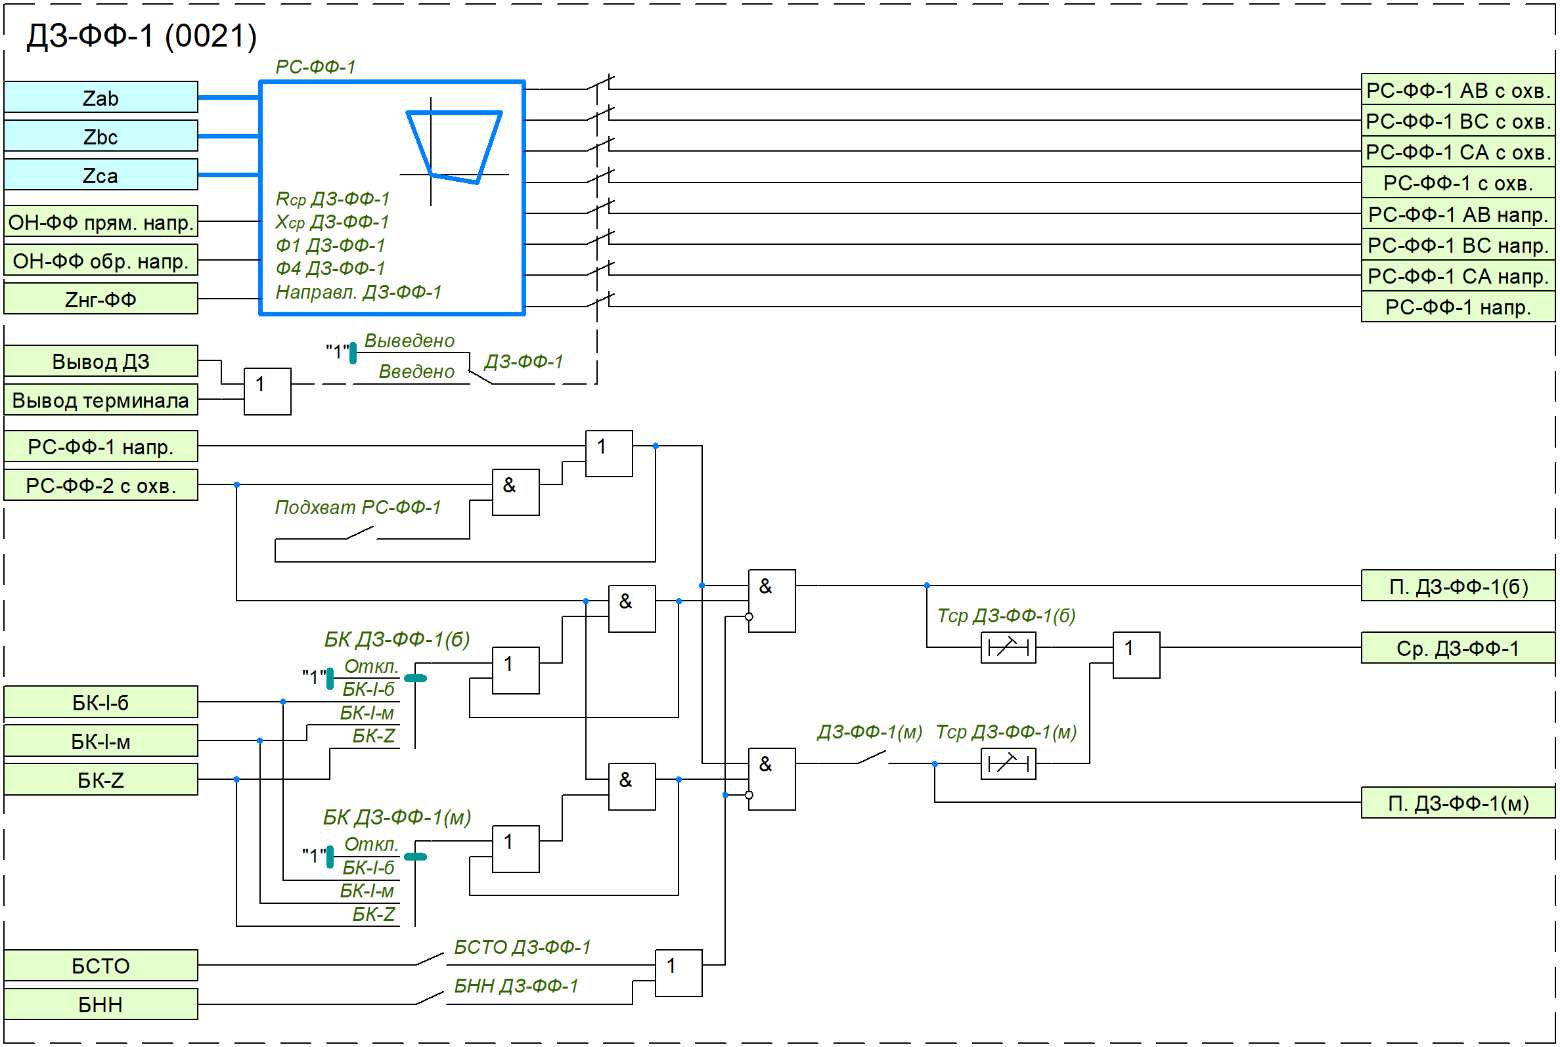 ДЗ-ФФ-1 (0021)
РС-ФФ-1
Zab
Zbc
Zca
ОН-ФФ прям. напр.
ОН-ФФ обр. напр.
Zнг-ФФ
Rср ДЗ-ФФ-1
Xср ДЗ-ФФ-1
Ф1 ДЗ-ФФ-1
Ф4 ДЗ-ФФ-1
Направл. ДЗ-ФФ-1
РС-ФФ-1 АВ с охв.
РС-ФФ-1 ВС с охв.
РС-ФФ-1 СА с охв.
РС-ФФ-1 с охв.
РС-ФФ-1 АВ напр.
РС-ФФ-1 ВС напр.
РС-ФФ-1 СА напр.
РС-ФФ-1 напр.
Вывод ДЗ
Вывод терминала
1
"1"
Выведено
Введено
ДЗ-ФФ-1
РС-ФФ-1 напр.
РС-ФФ-2 с охв.
Подхват РС-ФФ-1
&
1
БК ДЗ-ФФ-1(б)
"1"
Откл.
БК-I-б
БК-I-м
БК-Z
1
&
&
БК-I-б
БК-I-м
БК-Z
БК ДЗ-ФФ-1(м)
"1"
Откл.
БК-I-б
БК-I-м
БК-Z
1
&
&
Tср ДЗ-ФФ-1(б)
1
ДЗ-ФФ-1(м)
Tср ДЗ-ФФ-1(м)
П. ДЗ-ФФ-1(б)
Ср. ДЗ-ФФ-1
П. ДЗ-ФФ-1(м)
БСТО
БНН
БСТО ДЗ-ФФ-1
БНН ДЗ-ФФ-1
1